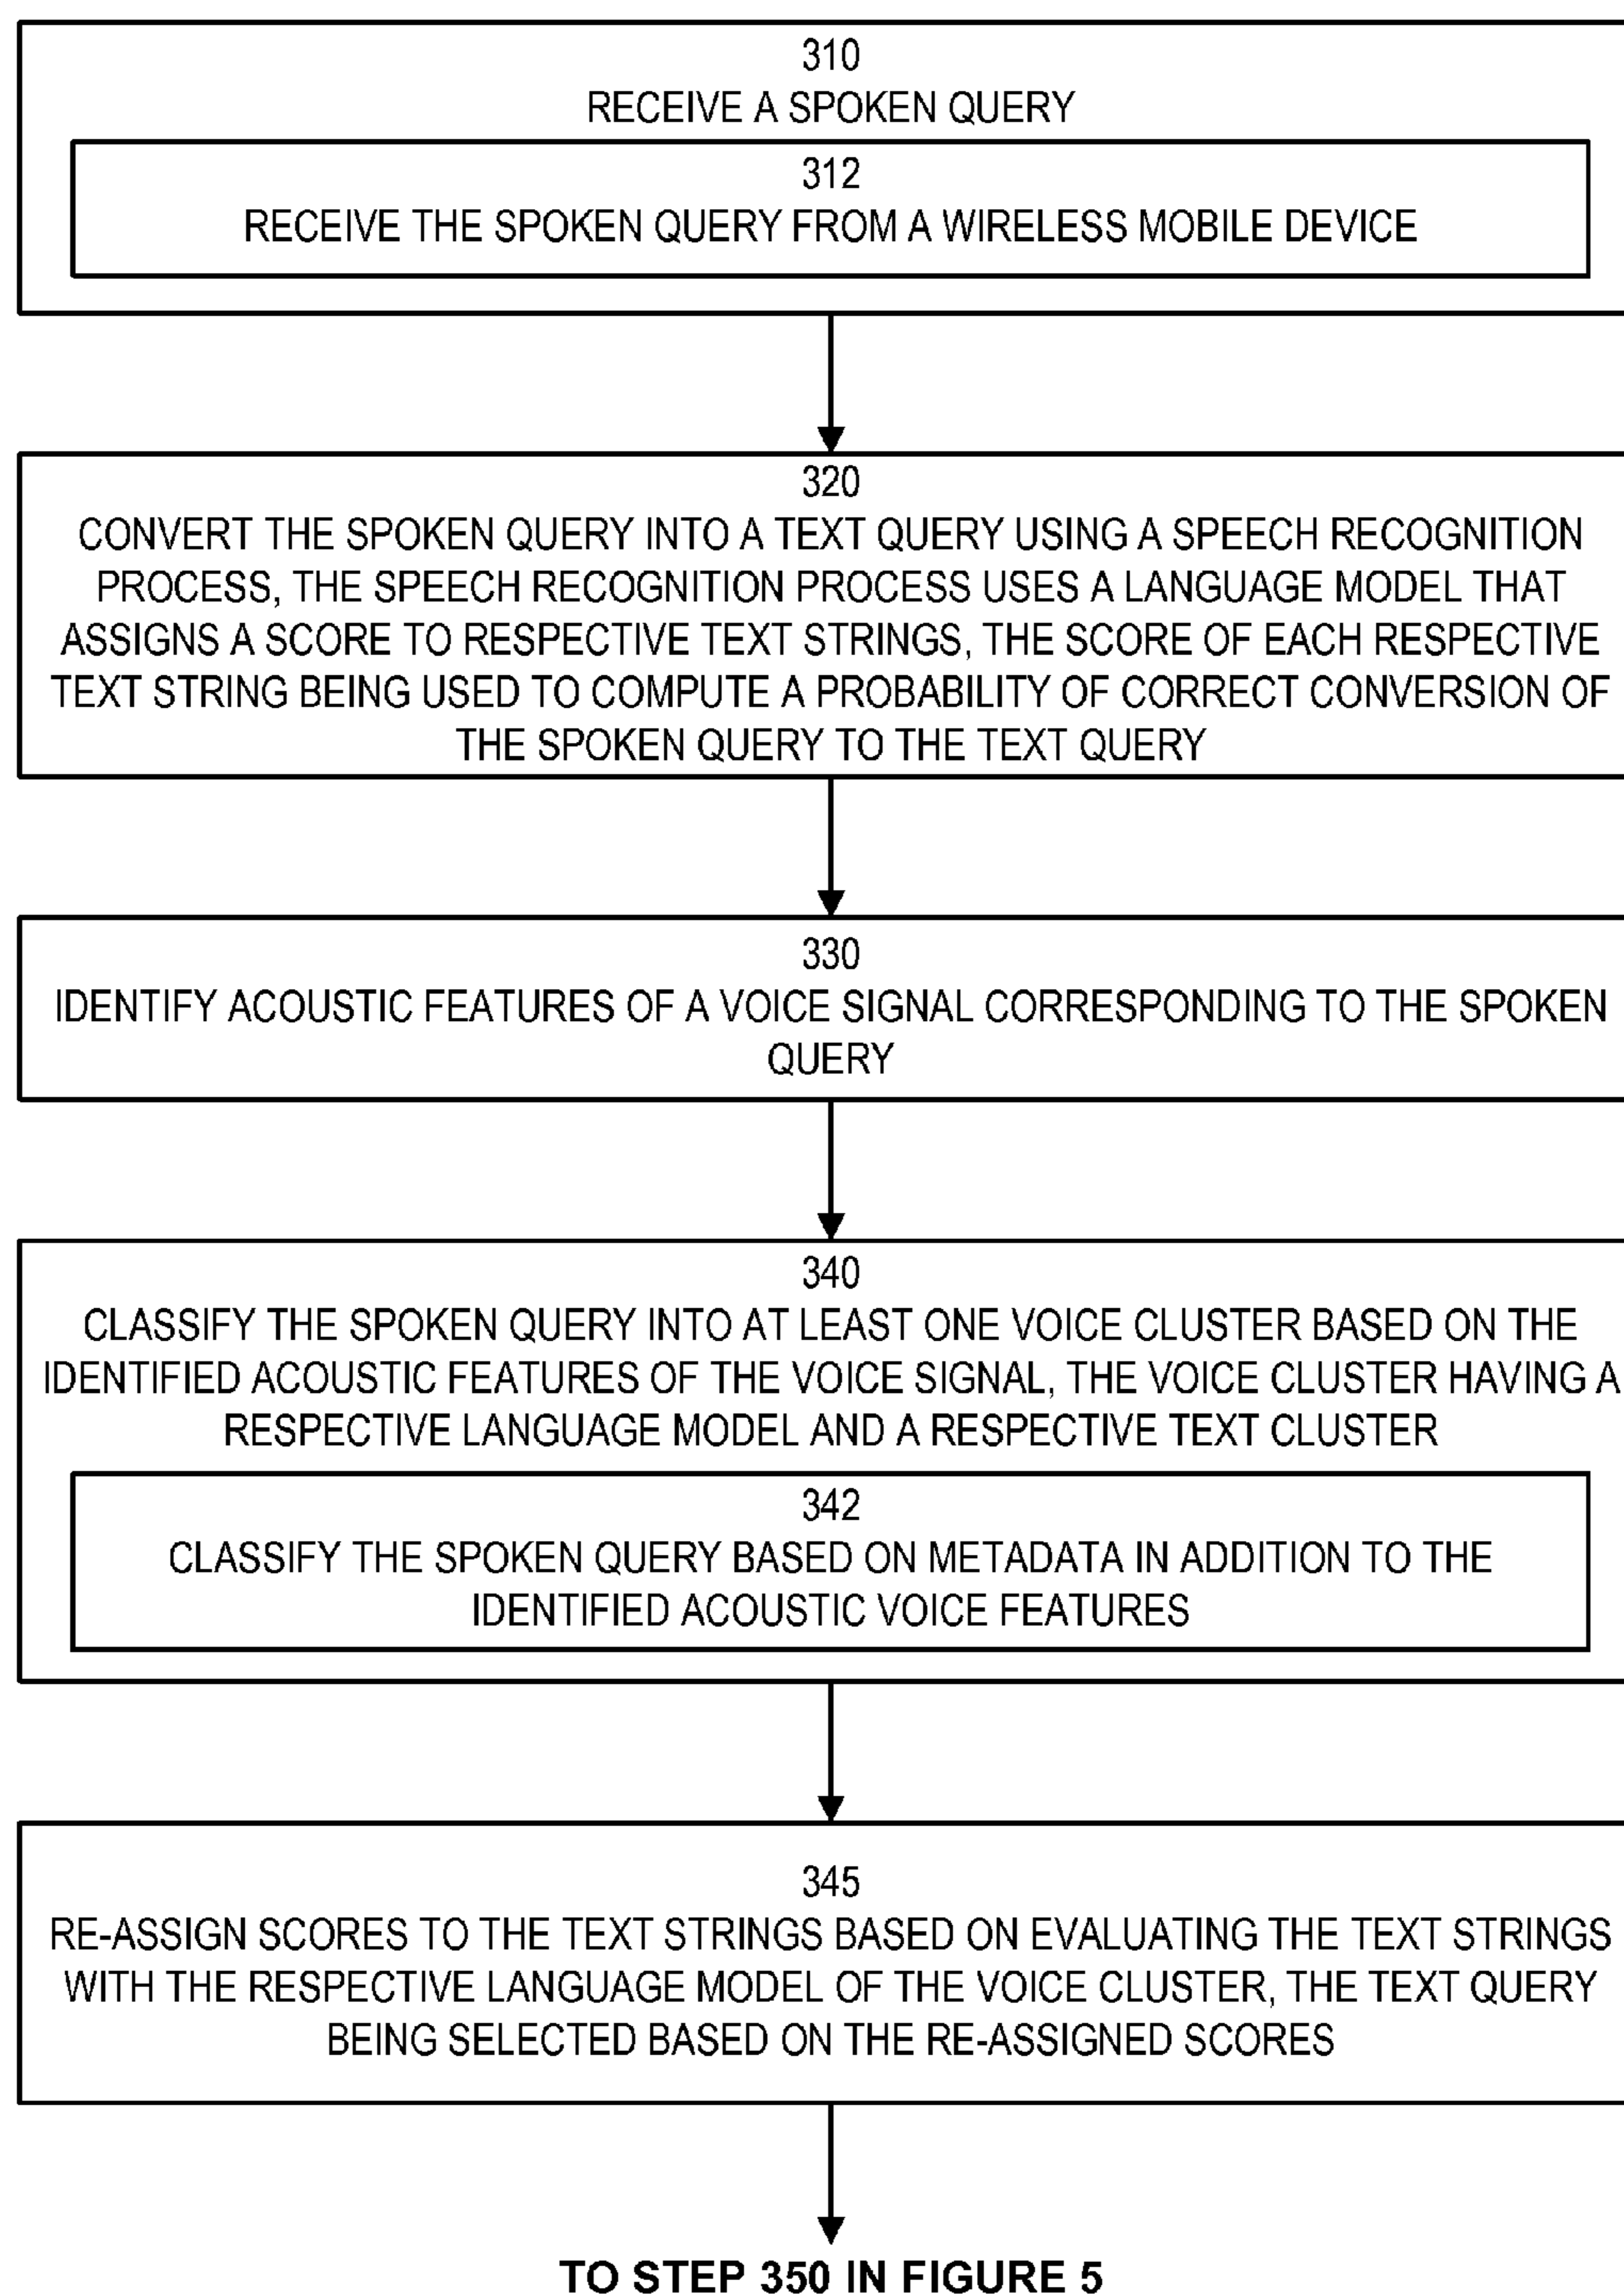 310
RECEIVE A SPOKEN QUERY
312
RECEIVE THE SPOKEN QUERY FROM A WIRELESS MOBILE DEVICE
320
CONVERT THE SPOKEN QUERY INTO A TEXT QUERY USING A SPEECH RECOGNITION
PROCESS, THE SPEECH RECOGNITION PROCESS USES A LANGUAGE MODEL THAT
ASSIGNS A SCORE TO RESPECTIVE TEXT STRINGS, THE SCORE OF EACH RESPECTIVE
TEXT STRING BEING USED TO COMPUTE A PROBABILITY OF CORRECT CONVERSION OF
THE SPOKEN QUERY TO THE TEXT QUERY
330
IDENTIFY ACOUSTIC FEATURES OF A VOICE SIGNAL CORRESPONDING TO THE SPOKEN
QUERY
340
CLASSIFY THE SPOKEN QUERY INTO AT LEAST ONE VOICE CLUSTER BASED ON THE
IDENTIFIED ACOUSTIC FEATURES OF THE VOICE SIGNAL, THE VOICE CLUSTER HAVING A
RESPECTIVE LANGUAGE MODEL AND A RESPECTIVE TEXT CLUSTER
342
CLASSIFY THE SPOKEN QUERY BASED ON METADATA IN ADDITION TO THE
IDENTIFIED ACOUSTIC VOICE FEATURES
345
RE-ASSIGN SCORES TO THE TEXT STRINGS BASED ON EVALUATING THE TEXT STRINGS
WITH THE RESPECTIVE LANGUAGE MODEL OF THE VOICE CLUSTER, THE TEXT QUERY
BEING SELECTED BASED ON THE RE-ASSIGNED SCORES
TO STEP 350 IN FIGURE 5